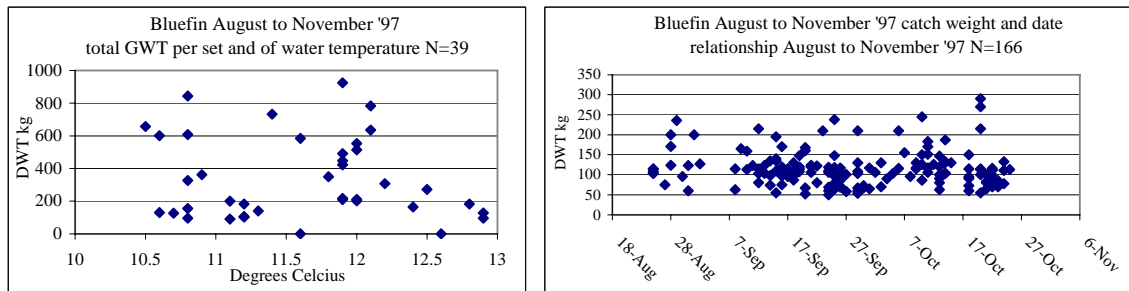 Bluefin August to November '97
total GWT per set and of water temperature N=39
1000
800
600
400
200
0
DWT kg
10 10.5 11 11.5 12 12.5 13
Degrees Celcius
Bluefin August to November '97 catch weight and date
relationship August to November '97 N=166
350
300
250
200
150
100
50
0
DWT kg
18-Aug 28-Aug 7-Sep 17-Sep 27-Sep 7-Oct 17-Oct 27-Oct 6-Nov